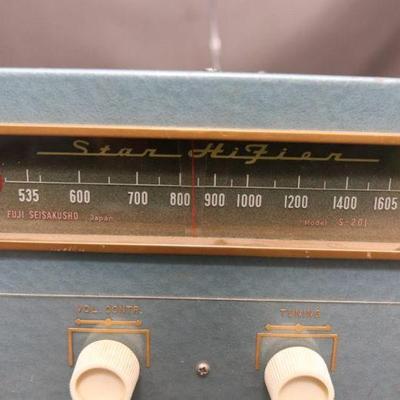 Star HiFier
535 600 700 800 900 1000 1200 1400 1605
FUJI SEISAKUSHO Japan Model S-201
VOL. CONTR. TUNING